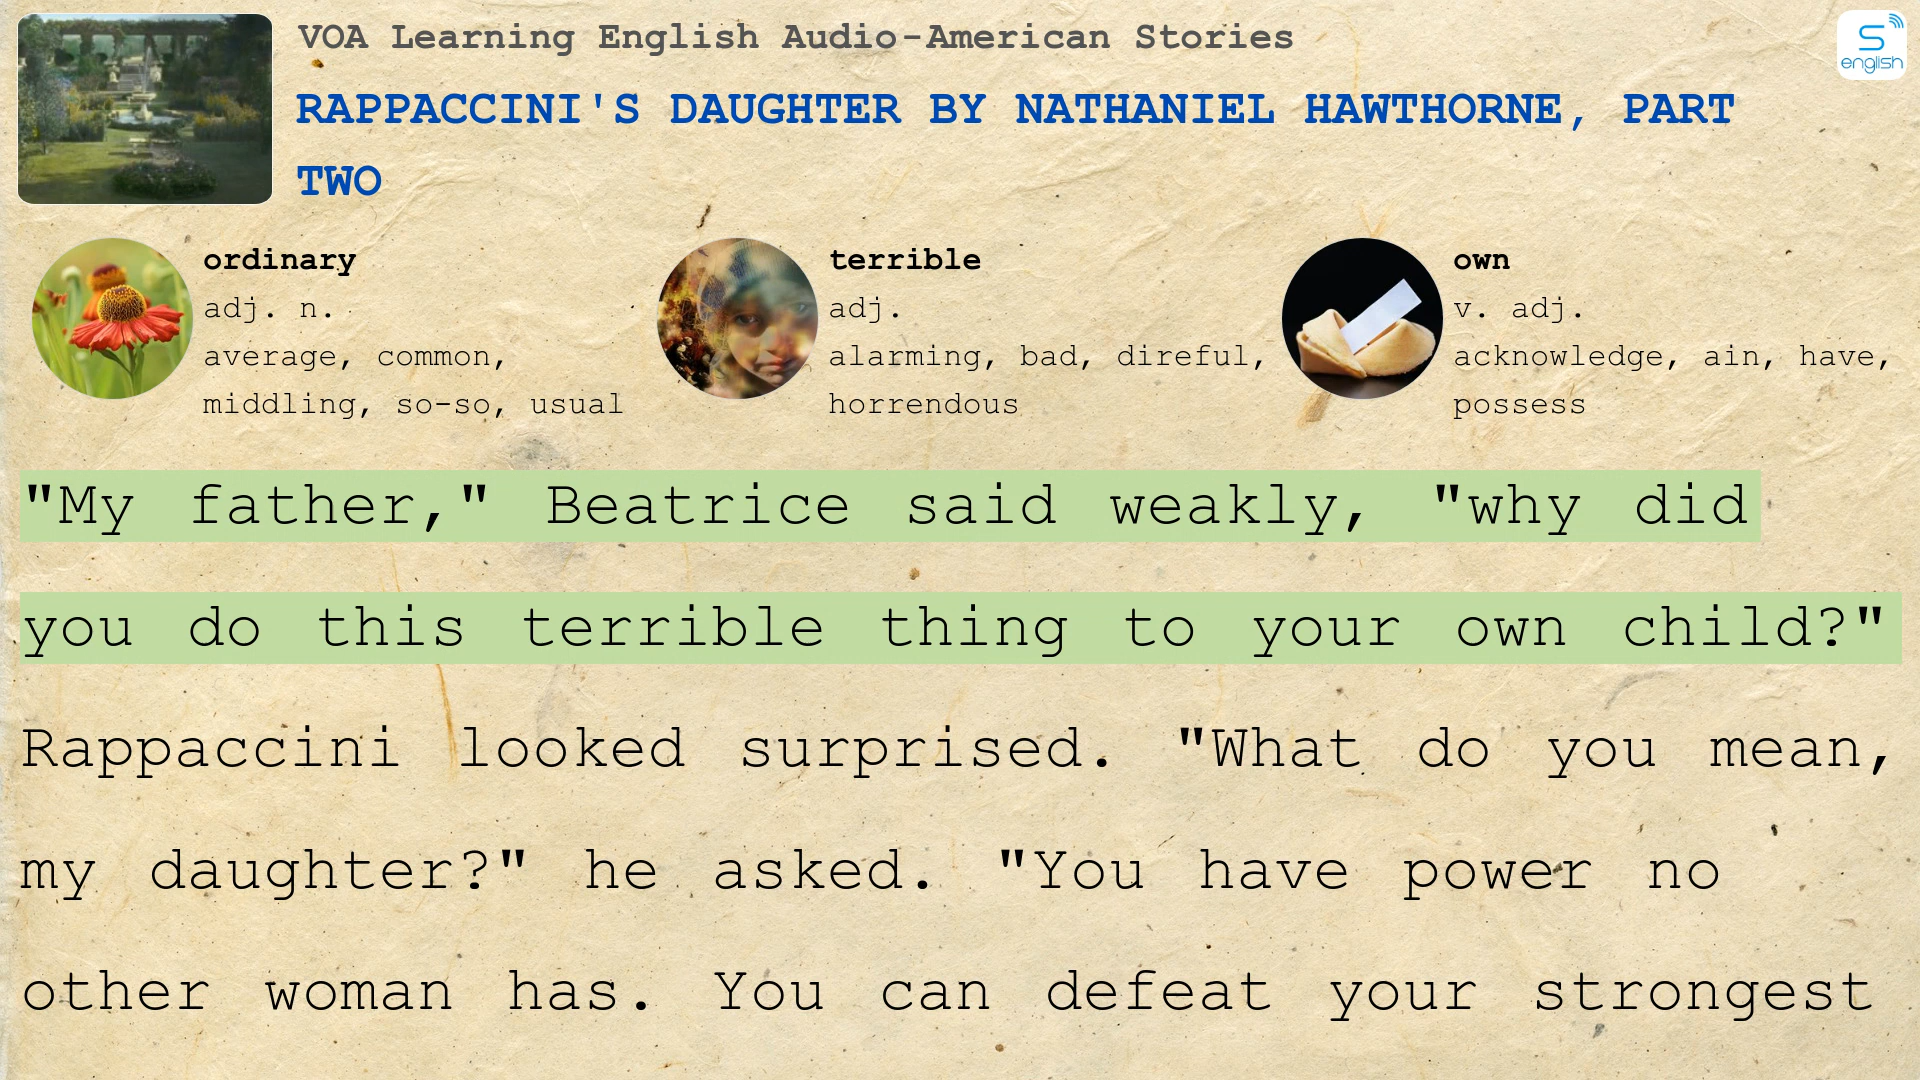 VOA Learning English Audio-American Stories
S
english
RAPPACCINI'S DAUGHTER BY NATHANIEL HAWTHORNE, PART
TWO
ordinary
adj. n.
average, common,
middling, so-so, usual
terrible
adj.
alarming, bad, direful,
horrendous
own
v. adj.
acknowledge, ain, have,
possess
"My father," Beatrice said weakly, "why did
you do this terrible thing to your own child?"
Rappaccini looked surprised. "What do you mean,
my daughter?" he asked. "You have power no
other woman has. You can defeat your strongest